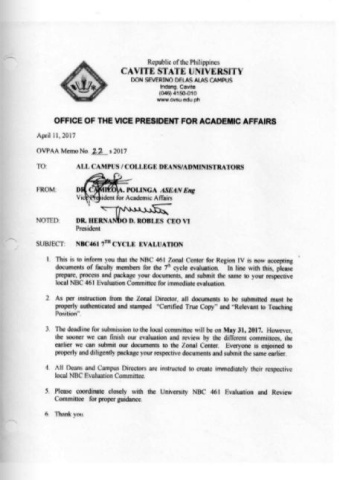 Republic of the Philippines
CAVITE STATE UNIVERSITY
DON SEVERINO DELAS ALAS CAMPUS
Indang, Cavite
(046) 4150-010
www.cvsu.edu.ph
OFFICE OF THE VICE PRESIDENT FOR ACADEMIC AFFAIRS
April 11, 2017
OVPAA Memo No. 22 s 2017
TO: ALL CAMPUS / COLLEGE DEANS/ADMINISTRATORS
FROM: DR. CAMILO A. POLINGA ASEAN Eng
Vice President for Academic Affairs
NOTED: DR. HERNANDO D. ROBLES CEO VI
President
SUBJECT: NBC461 7TH CYCLE EVALUATION
1. This is to inform you that the NBC 461 Zonal Center for Region IV is now accepting
documents of faculty members for the 7th cycle evaluation. In line with this, please
prepare, process and package your documents, and submit the same to your respective
local NBC 461 Evaluation Committee for immediate evaluation.
2. As per instruction from the Zonal Director, all documents to be submitted must be
properly authenticated and stamped "Certified True Copy" and "Relevant to Teaching
Position".
3. The deadline for submission to the local committee will be on May 31, 2017. However,
the sooner we can finish our evaluation and review by the different committees, the
earlier we can submit our documents to the Zonal Center. Everyone is enjoined to
properly and diligently package your respective documents and submit the same earlier.
4. All Deans and Campus Directors are instructed to create immediately their respective
local NBC Evaluation Committee.
5. Please coordinate closely with the University NBC 461 Evaluation and Review
Committee for proper guidance.
6. Thank you.